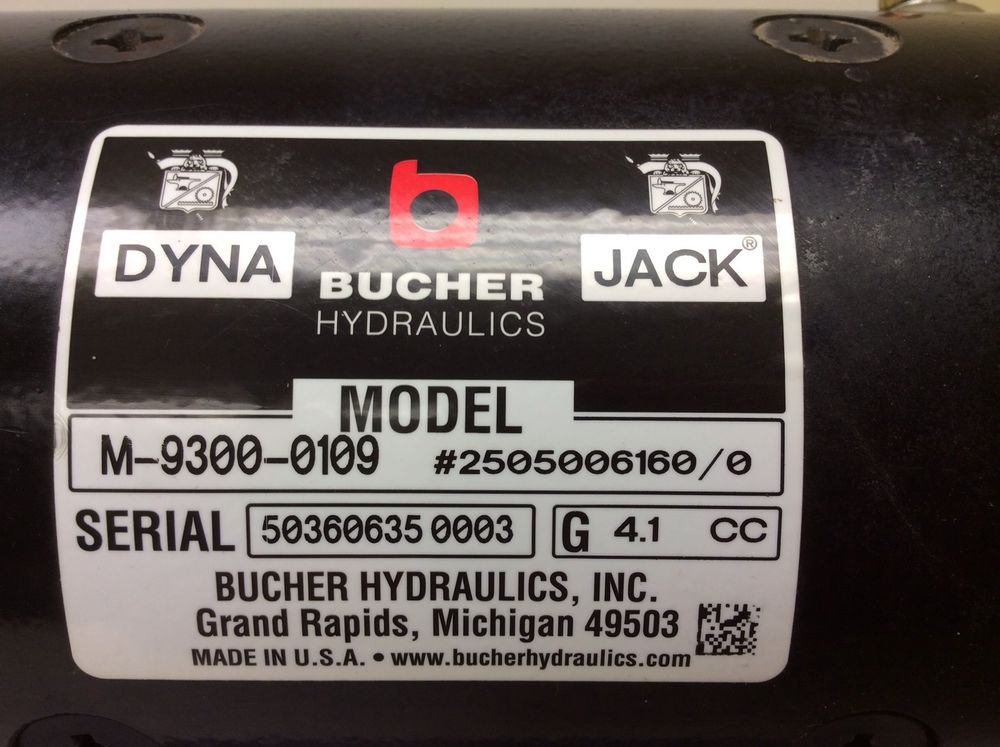 DYNA
JACK®
BUCHER
HYDRAULICS
MODEL
M-9300-0109 #2505006160/0
SERIAL 50360635 0003 G 4.1 CC
BUCHER HYDRAULICS, INC.
Grand Rapids, Michigan 49503
MADE IN U.S.A. • www.bucherhydraulics.com